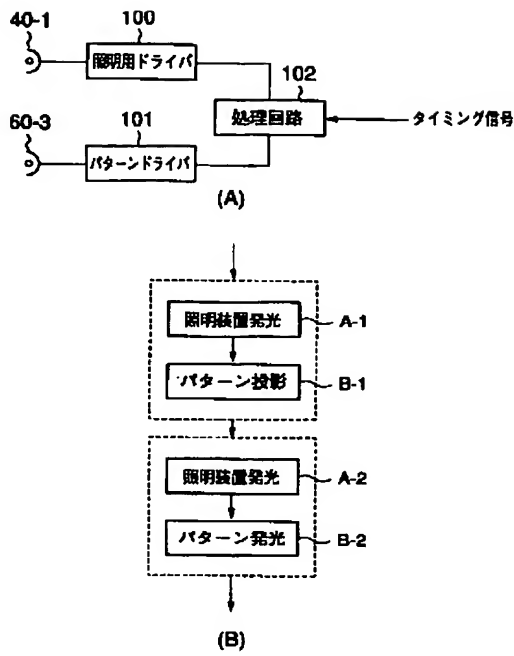 40-1
100
照明用ドライバ
102
処理回路
タイミング信号
60-3
101
パターンドライバ
(A)
照明装置発光
A-1
パターン投影
B-1
照明装置発光
A-2
パターン発光
B-2
(B)